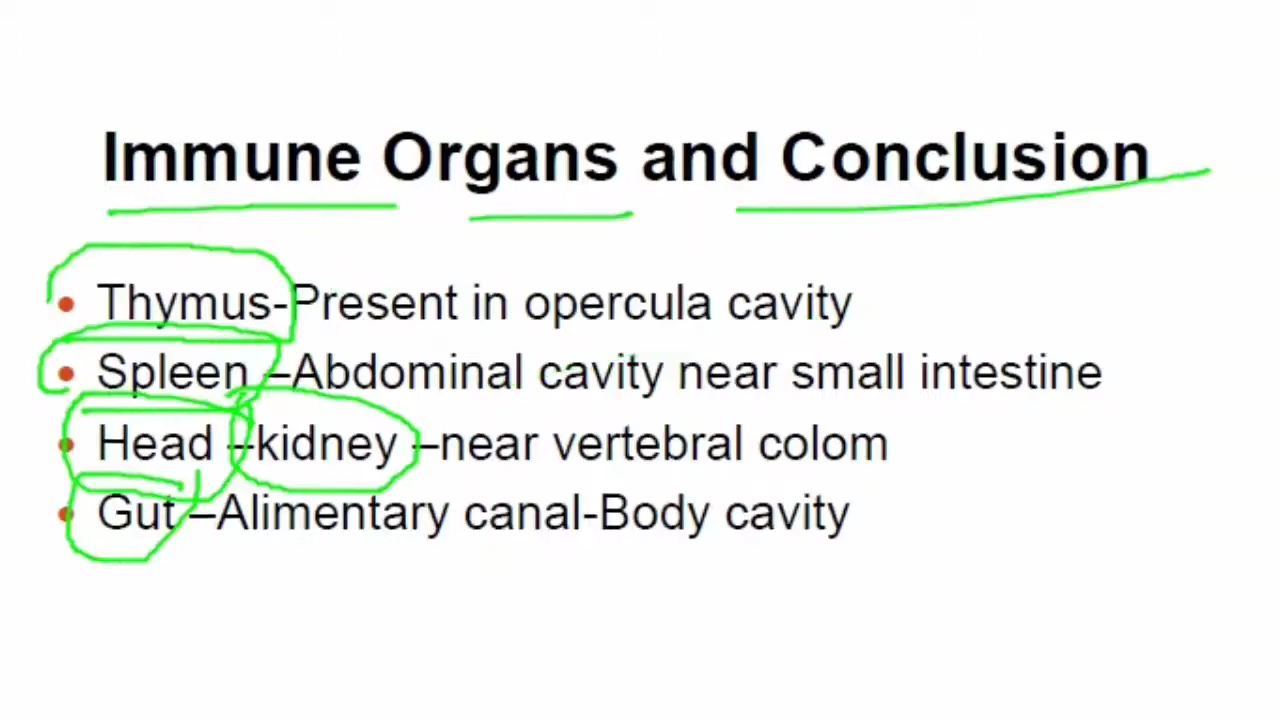 Immune Organs and Conclusion
• Thymus-Present in opercula cavity
• Spleen –Abdominal cavity near small intestine
• Head –kidney –near vertebral colom
• Gut –Alimentary canal-Body cavity